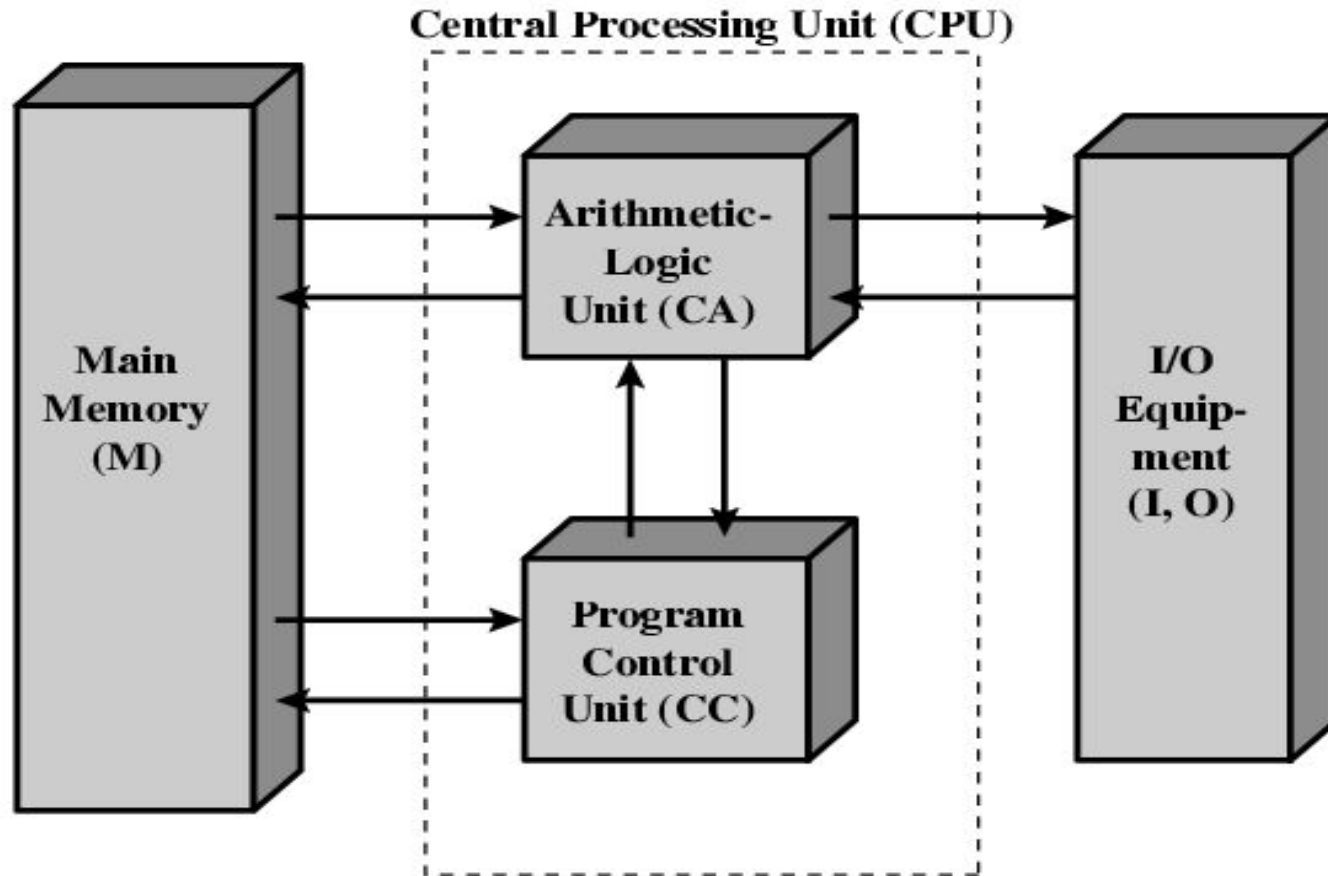 Central Processing Unit (CPU)
Main
Memory
(M)
Arithmetic-
Logic
Unit (CA)
Program
Control
Unit (CC)
I/O
Equip-
ment
(I, O)